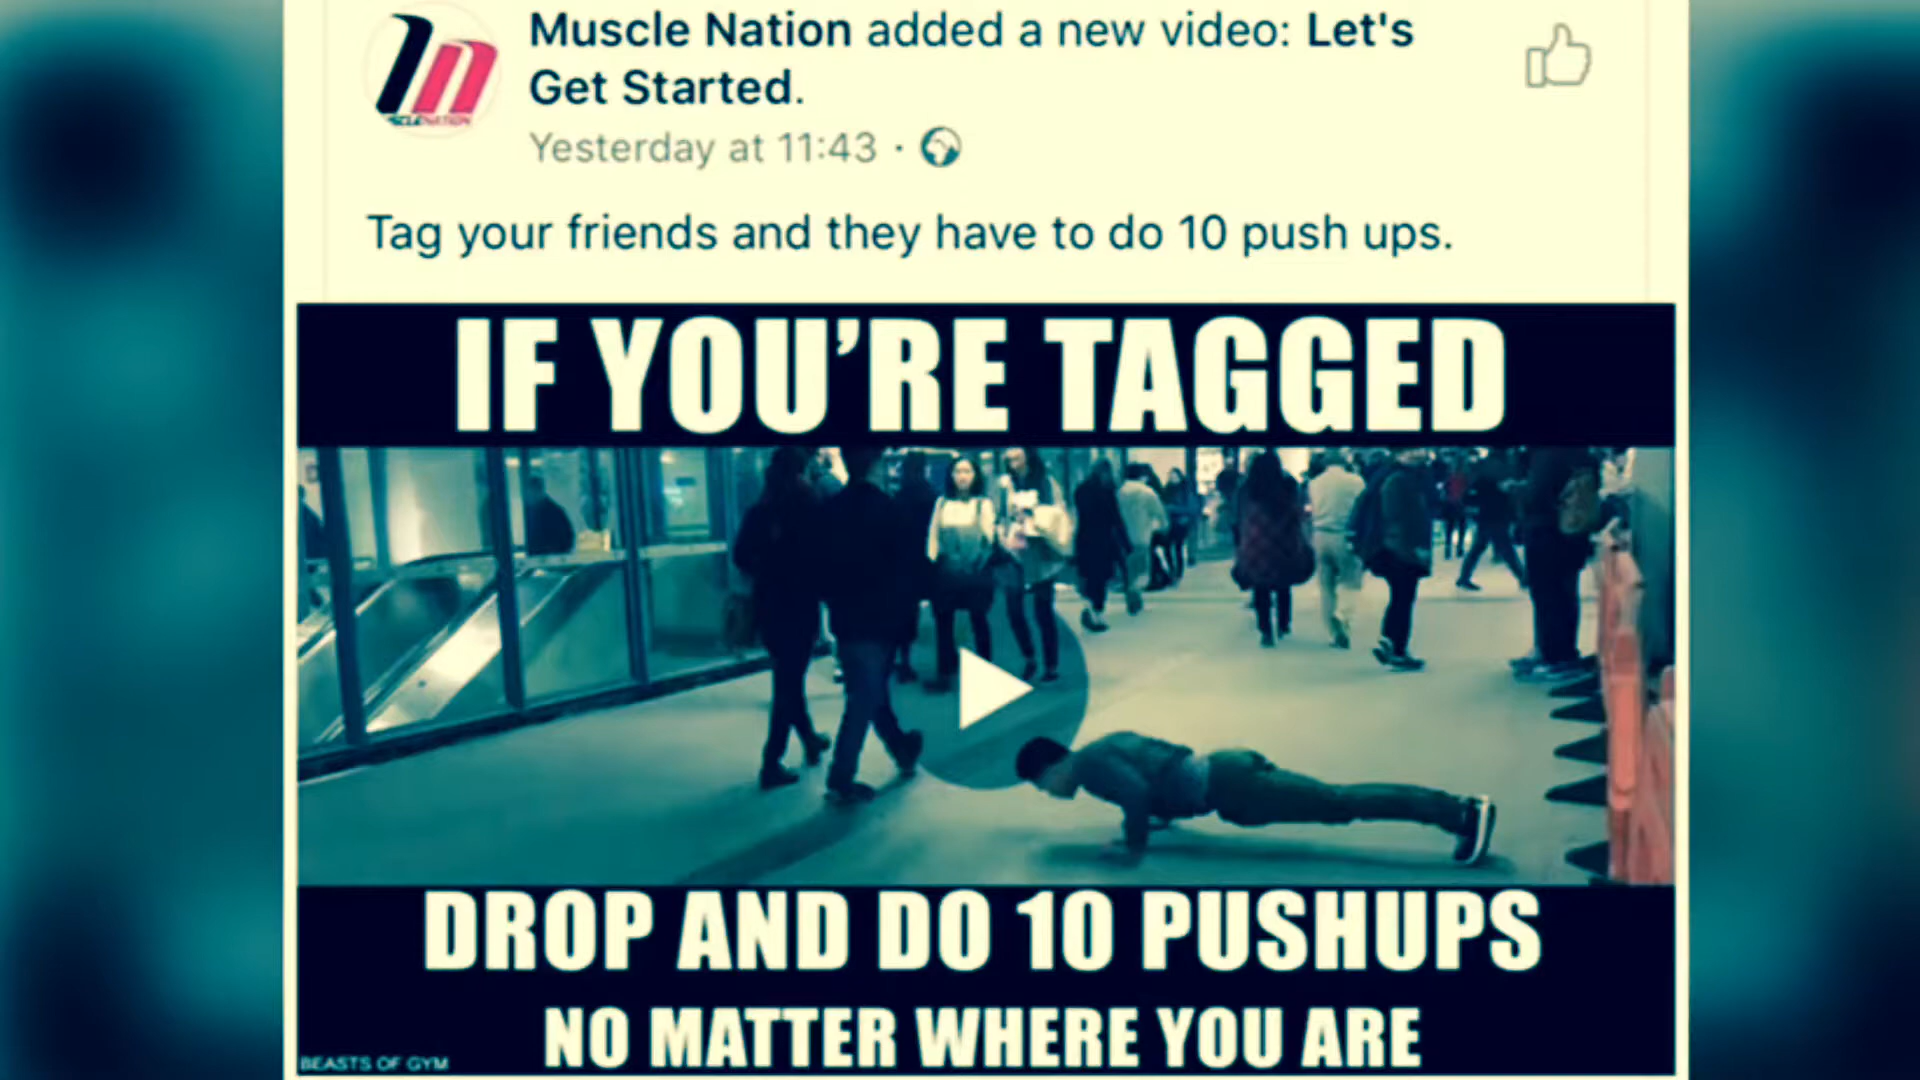 Muscle Nation added a new video: Let's
Get Started.
Yesterday at 11:43 ·
Tag your friends and they have to do 10 push ups.
IF YOU'RE TAGGED
DROP AND DO 10 PUSHUPS
NO MATTER WHERE YOU ARE
BEASTS OF GYM